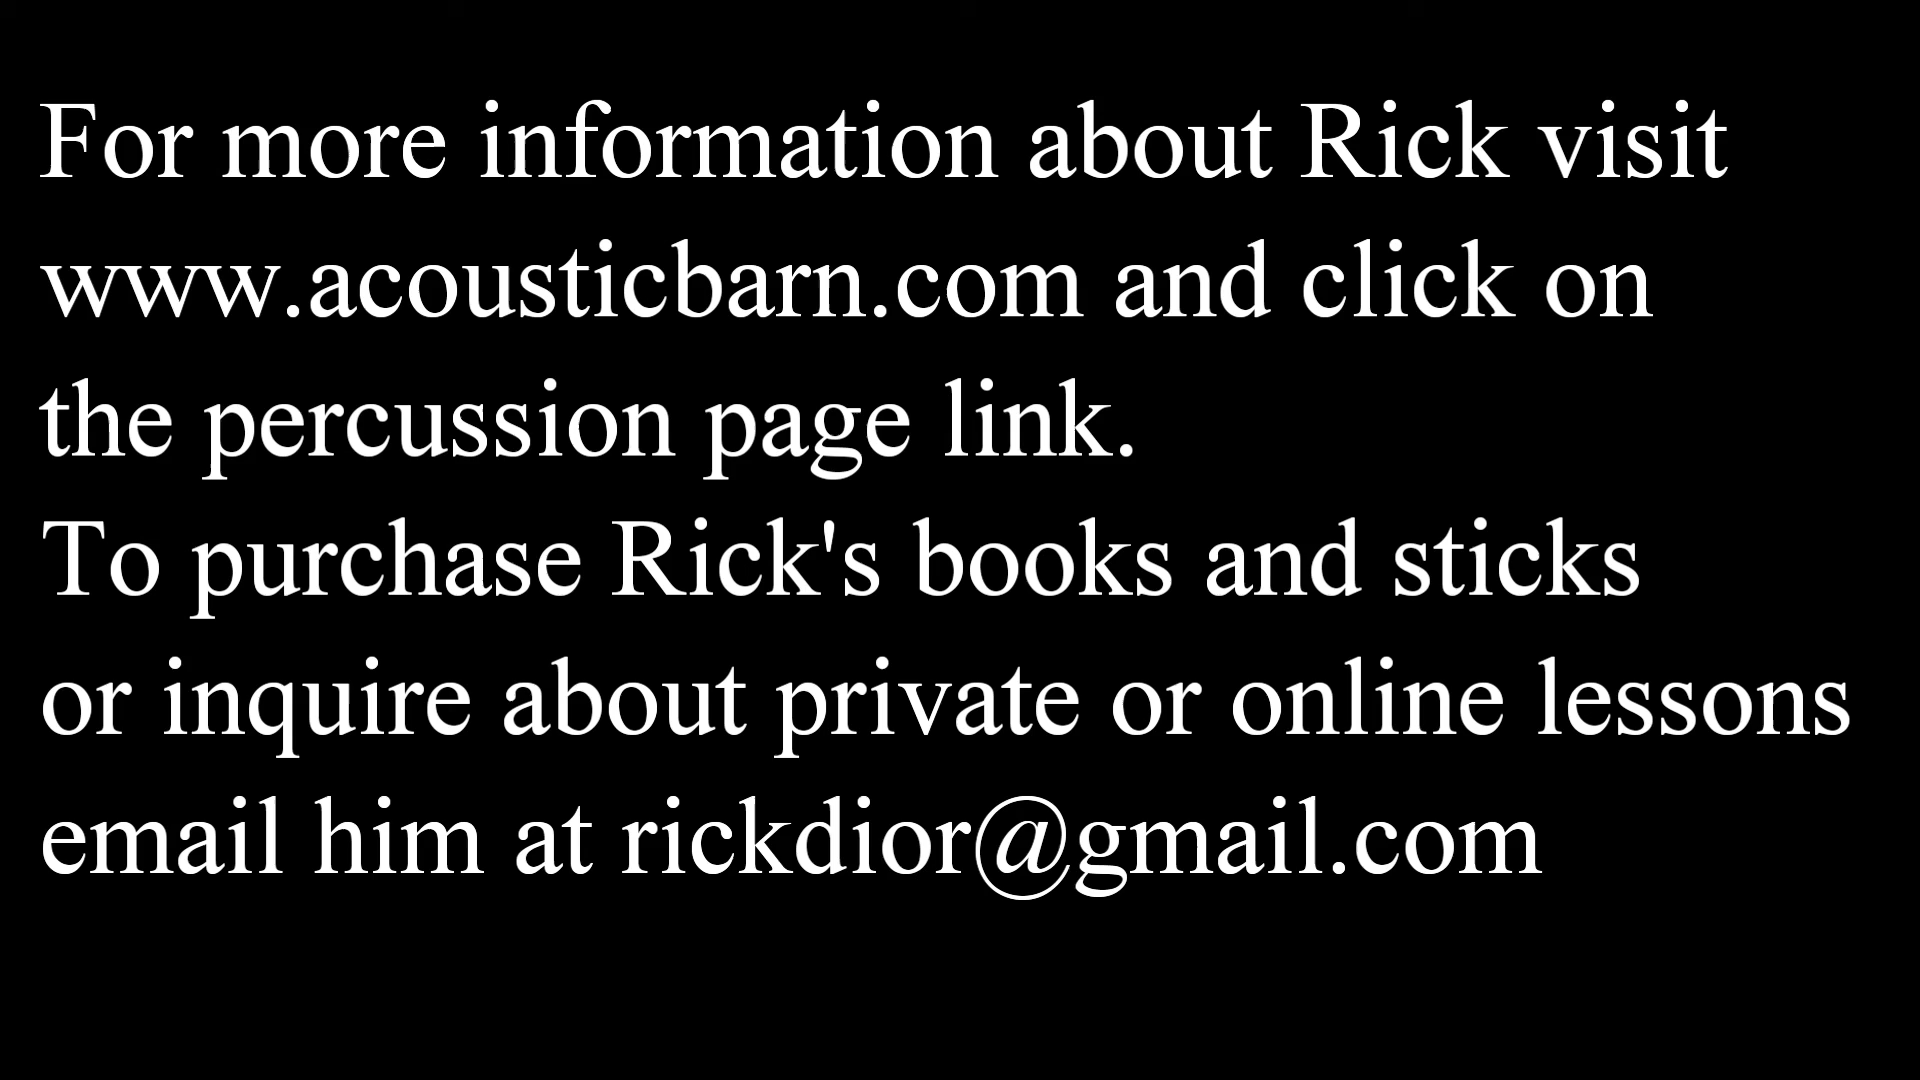 For more information about Rick visit
www.acousticbarn.com and click on
the percussion page link.
To purchase Rick's books and sticks
or inquire about private or online lessons
email him at rickdior@gmail.com